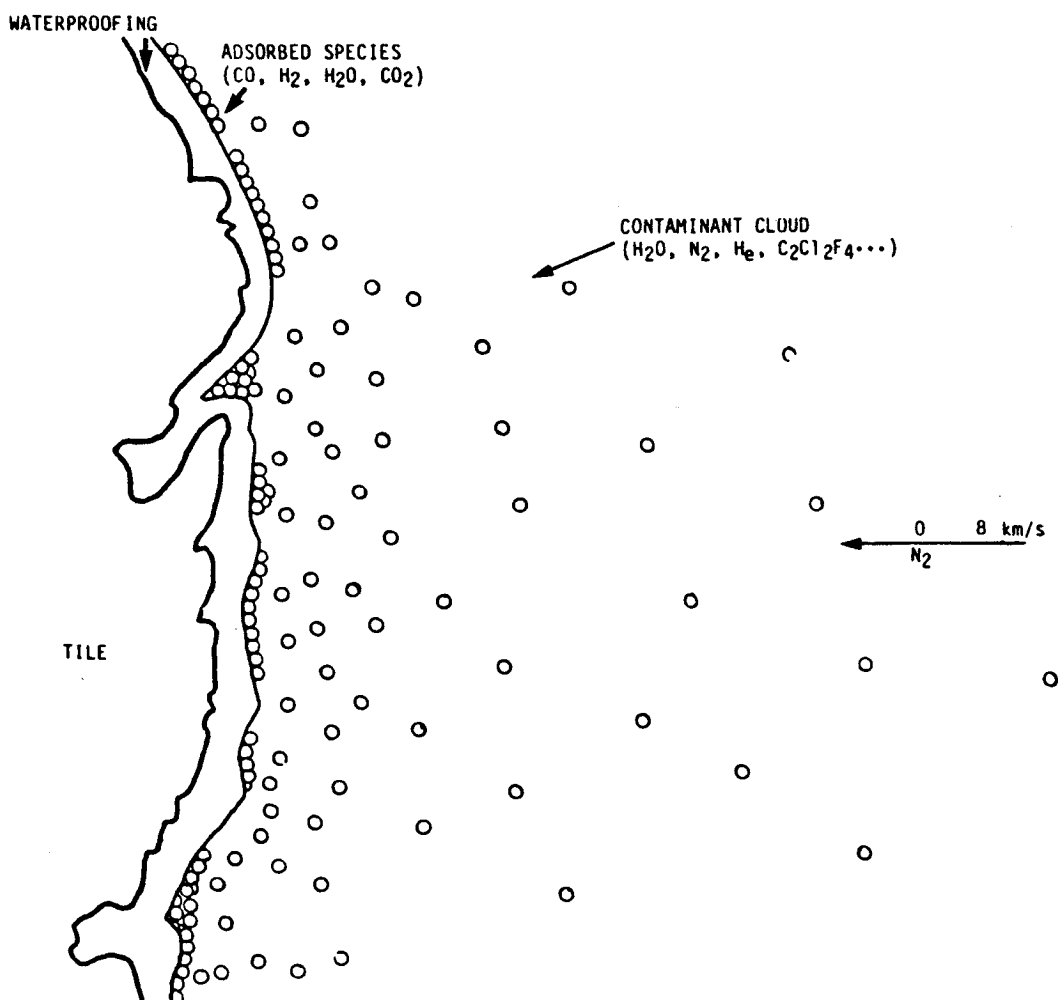 WATERPROOFING
ADSORBED SPECIES
(CO, H2, H2O, CO2)
CONTAMINANT CLOUD
(H2O, N2, He, C2Cl2F4···)
0 8 km/s
N2
TILE